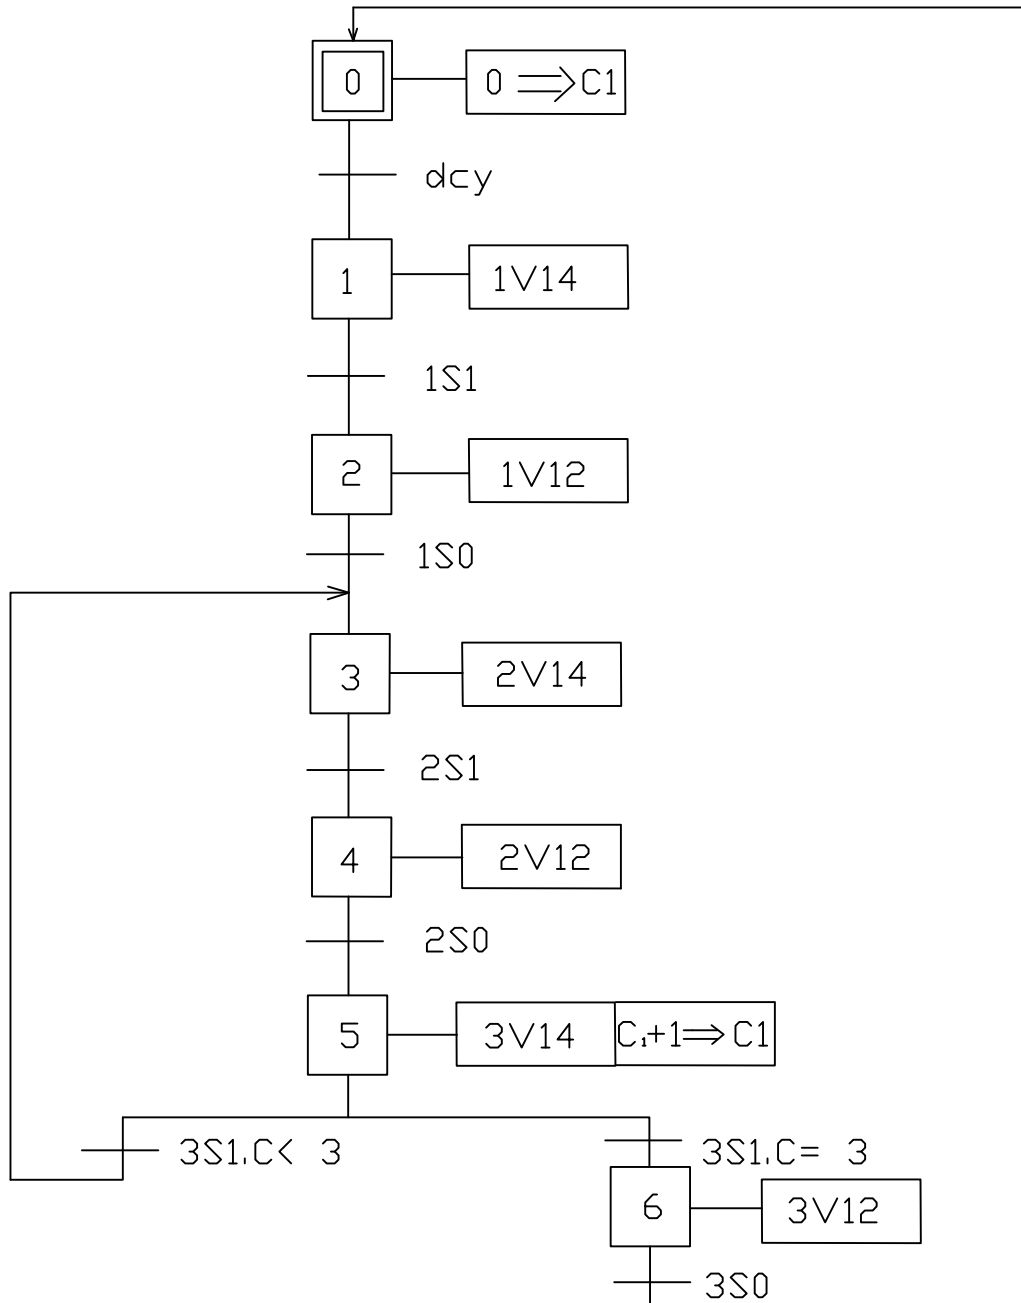 0 ⇒ C1
dcy
1 1V14
1S1
2 1V12
1S0
3 2V14
2S1
4 2V12
2S0
5 3V14 C₁+1⇒ C1
3S1.C< 3 3S1.C= 3
6 3V12
3S0